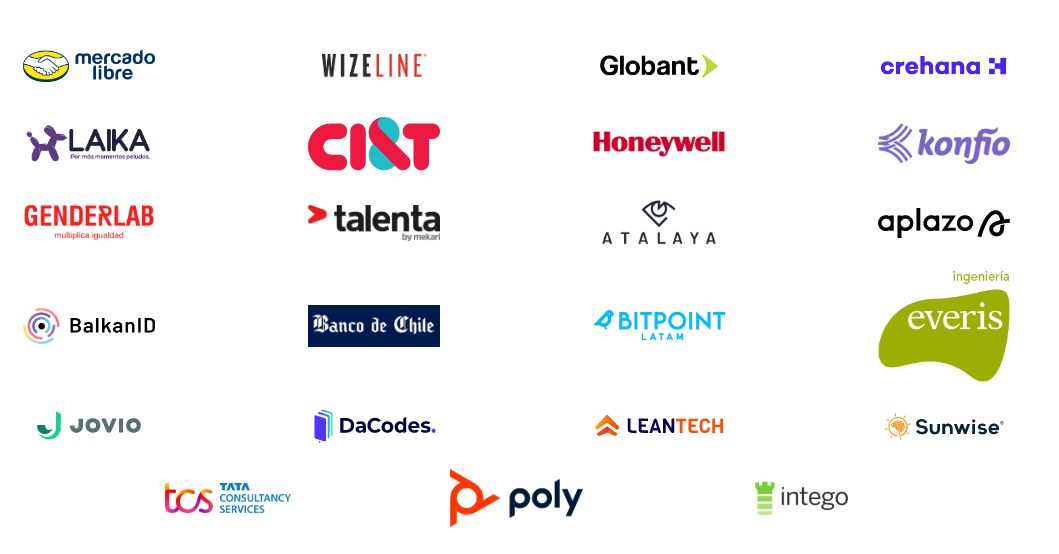 mercado
libre
WIZELINE
Globant
crehana
LAIKA
Por más momentos peludos.
CI&T
Honeywell
konfío
GENDERLAB
multiplica igualdad
talenta
by mekari
ATALAYA
aplazo
BalkanID
Banco de Chile
BITPOINT
LATAM
ingeniería
everis
JOVIO
DaCodes.
LEANTECH
Sunwise
tcs
TATA
CONSULTANCY
SERVICES
poly
intego